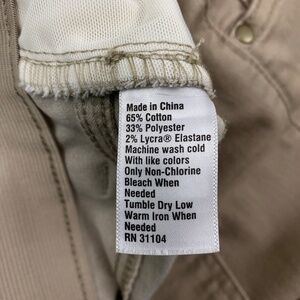 Made in China
65% Cotton
33% Polyester
2% Lycra® Elastane
Machine wash cold
With like colors
Only Non-Chlorine
Bleach When
Needed
Tumble Dry Low
Warm Iron When
Needed
RN 31104